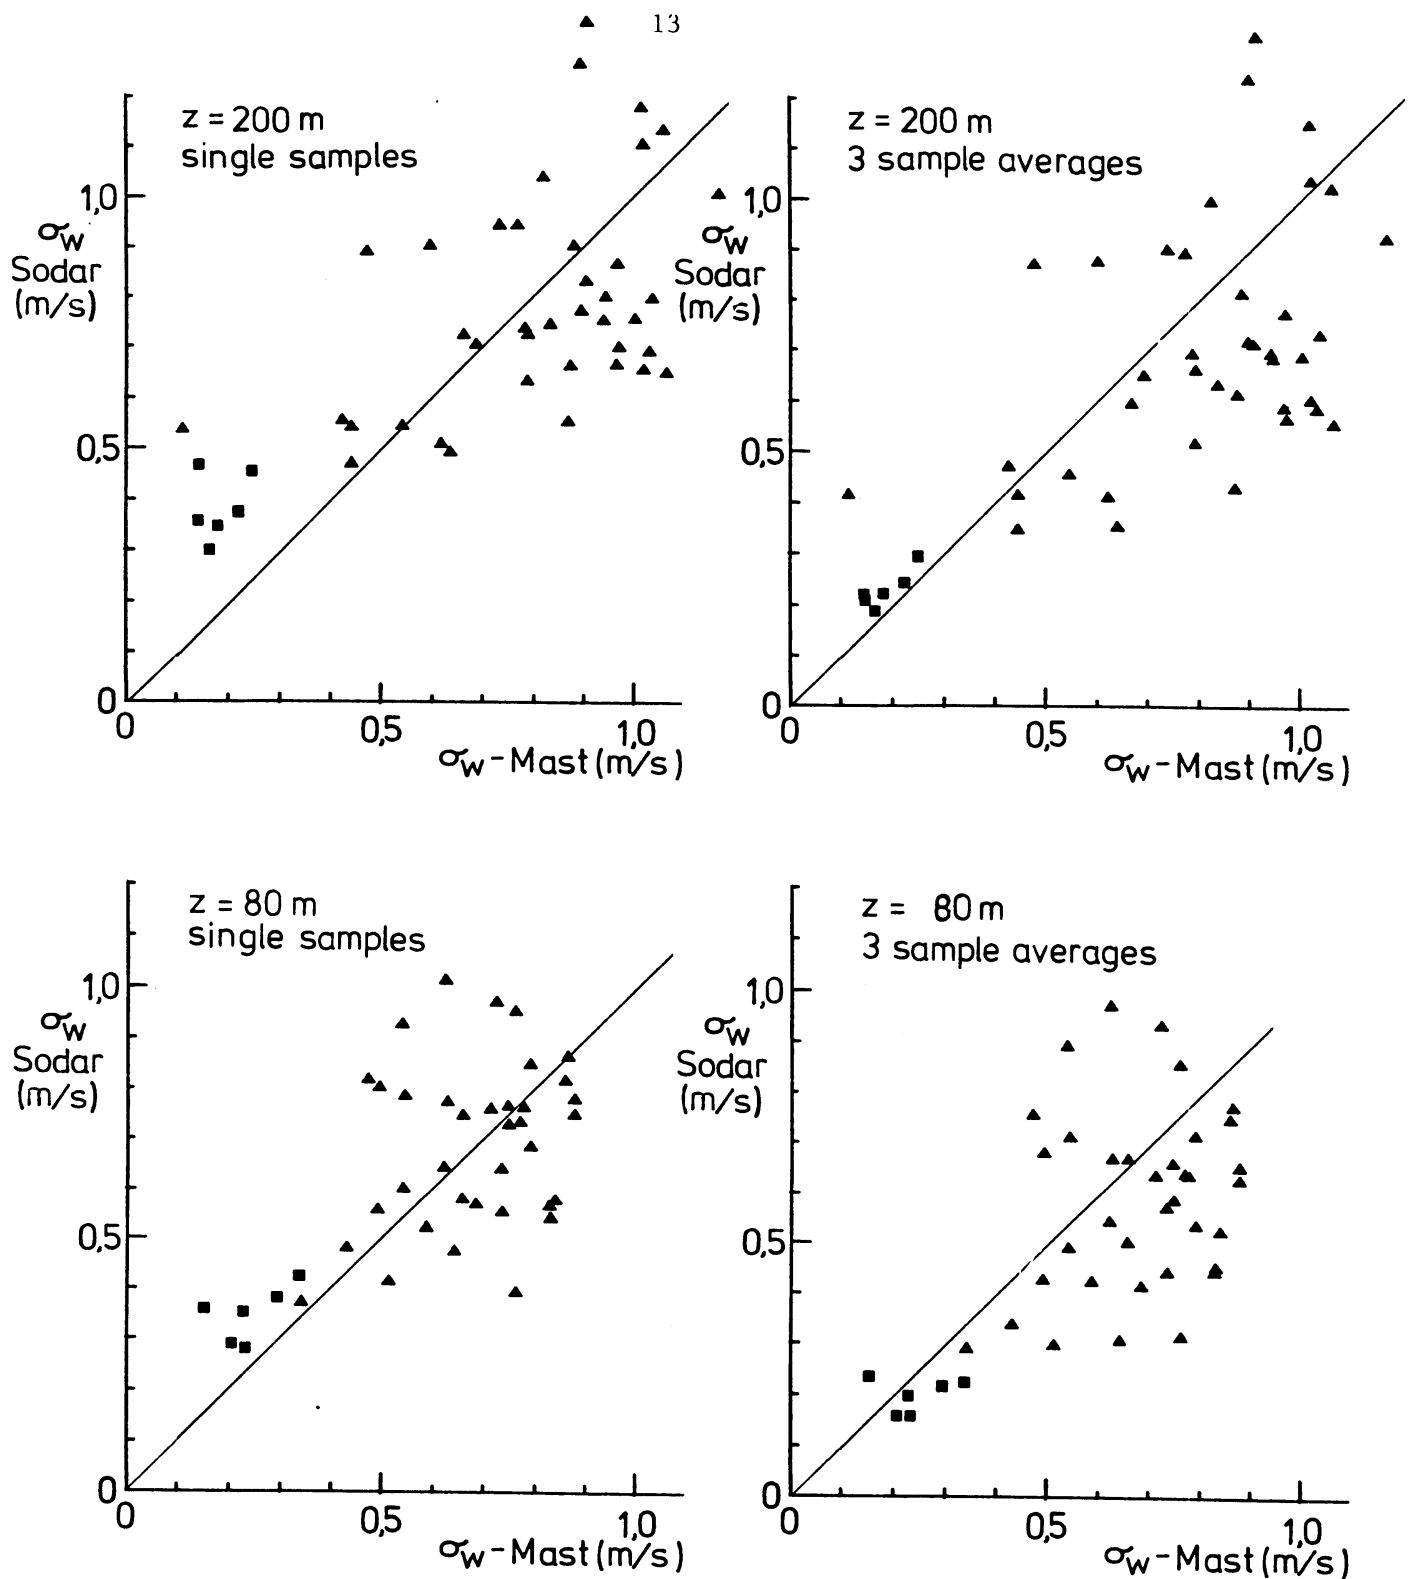 13
z = 200 m
single samples
1,0
σw
Sodar
(m/s)
0,5
0
0
0,5
1,0
σw - Mast (m/s)
z = 200 m
3 sample averages
1,0
σw
Sodar
(m/s)
0,5
0
0
0,5
1,0
σw - Mast (m/s)
z = 80 m
single samples
1,0
σw
Sodar
(m/s)
0,5
0
0
0,5
1,0
σw - Mast (m/s)
z = 80 m
3 sample averages
1,0
σw
Sodar
(m/s)
0,5
0
0
0,5
1,0
σw - Mast (m/s)